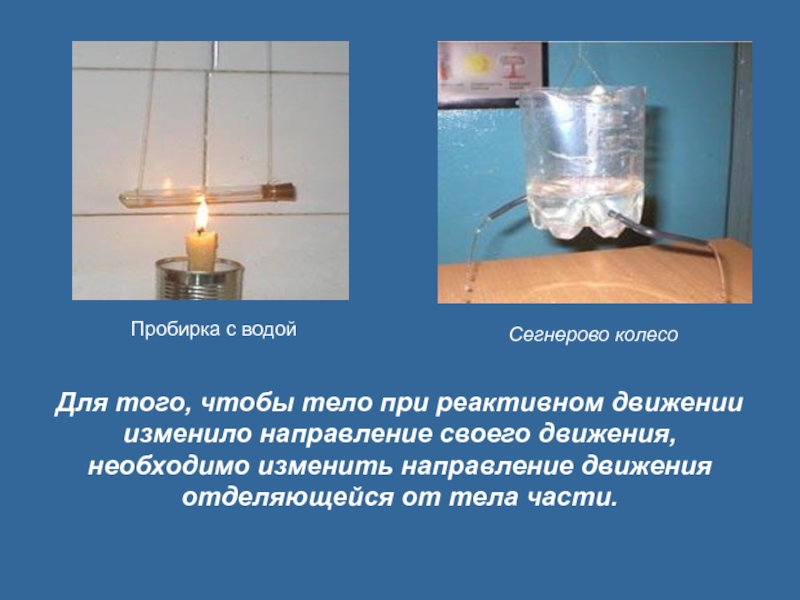 Пробирка с водой
Сегнерово колесо
Для того, чтобы тело при реактивном движении
изменило направление своего движения,
необходимо изменить направление движения
отделяющейся от тела части.